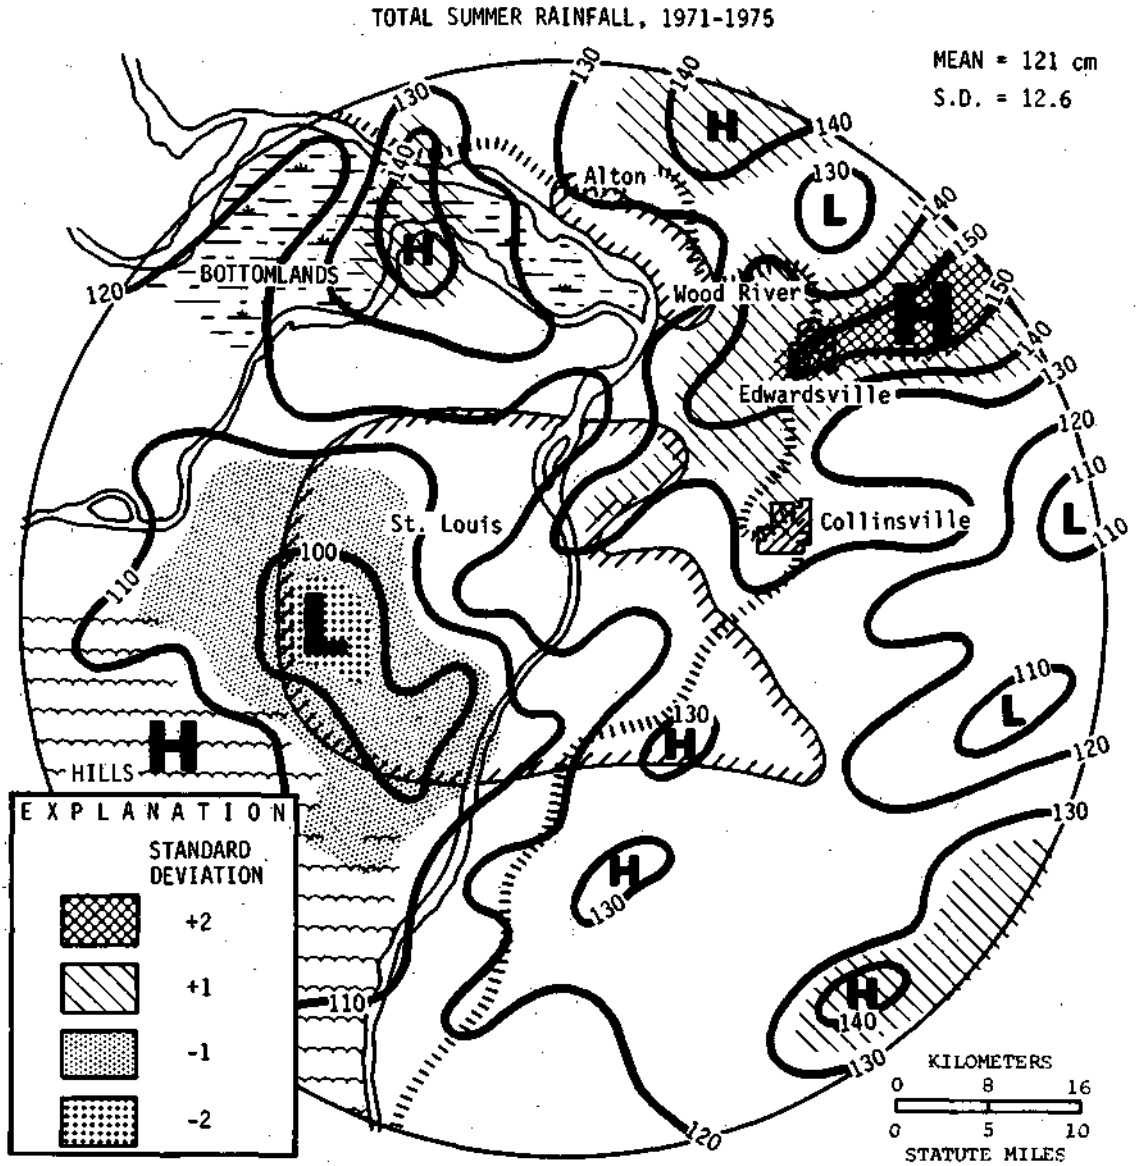 TOTAL SUMMER RAINFALL, 1971-1975
MEAN = 121 cm
S.D. = 12.6
130
140
130
H
140
Alton
130
L
140
140
H
BOTTOMLANDS
120
150
H
150
Wood River
140
130
Edwardsville
120
110
L
110
St. Louis
Collinsville
100
110
L
110
L
130
H
H
HILLS
120
130
H
130
H
140
130
110
120
EXPLANATION
STANDARD
DEVIATION
+2
+1
-1
-2
KILOMETERS
0 8 16
0 5 10
STATUTE MILES